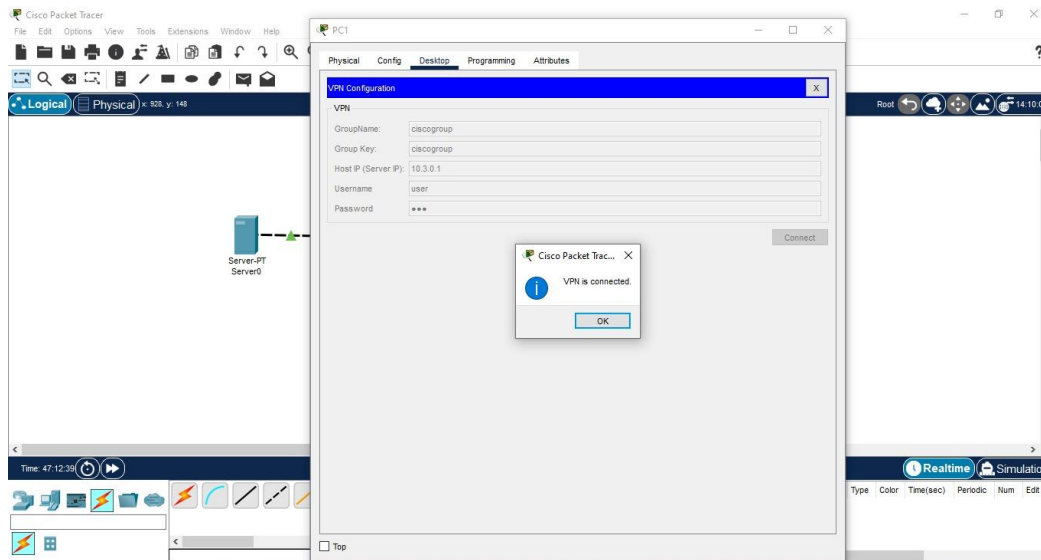 Cisco Packet Tracer
File Edit Options View Tools Extensions Window Help
Logical Physical x: 928, y: 148
Root 14:10:0
Server-PT
Server0
PC1
Physical Config Desktop Programming Attributes
VPN Configuration X
VPN
GroupName: ciscogroup
Group Key: ciscogroup
Host IP (Server IP): 10.3.0.1
Username user
Password •••
Connect
Cisco Packet Trac...
VPN is connected.
OK
Time: 47:12:39
Realtime Simulatio
Type Color Time(sec) Periodic Num Edit
Top